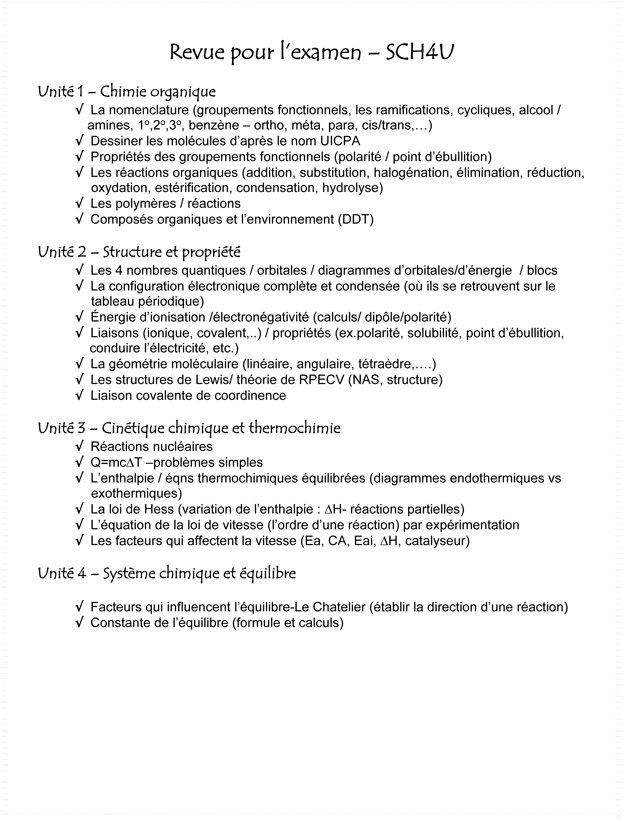 Revue pour l'examen – SCH4U
Unité 1 – Chimie organique
√ La nomenclature (groupements fonctionnels, les ramifications, cycliques, alcool /
amines, 1º,2º,3º, benzène – ortho, méta, para, cis/trans,…)
√ Dessiner les molécules d'après le nom UICPA
√ Propriétés des groupements fonctionnels (polarité / point d'ébullition)
√ Les réactions organiques (addition, substitution, halogénation, élimination, réduction,
oxydation, estérification, condensation, hydrolyse)
√ Les polymères / réactions
√ Composés organiques et l'environnement (DDT)
Unité 2 – Structure et propriété
√ Les 4 nombres quantiques / orbitales / diagrammes d'orbitales/d'énergie / blocs
√ La configuration électronique complète et condensée (où ils se retrouvent sur le
tableau périodique)
√ Énergie d'ionisation /électronégativité (calculs/ dipôle/polarité)
√ Liaisons (ionique, covalent,..) / propriétés (ex.polarité, solubilité, point d'ébullition,
conduire l'électricité, etc.)
√ La géométrie moléculaire (linéaire, angulaire, tétraèdre,….)
√ Les structures de Lewis/ théorie de RPECV (NAS, structure)
√ Liaison covalente de coordinence
Unité 3 – Cinétique chimique et thermochimie
√ Réactions nucléaires
√ Q=mc∆T –problèmes simples
√ L'enthalpie / éqns thermochimiques équilibrées (diagrammes endothermiques vs
exothermiques)
√ La loi de Hess (variation de l'enthalpie : ∆H- réactions partielles)
√ L'équation de la loi de vitesse (l'ordre d'une réaction) par expérimentation
√ Les facteurs qui affectent la vitesse (Ea, CA, Eai, ∆H, catalyseur)
Unité 4 – Système chimique et équilibre
√ Facteurs qui influencent l'équilibre-Le Chatelier (établir la direction d'une réaction)
√ Constante de l'équilibre (formule et calculs)